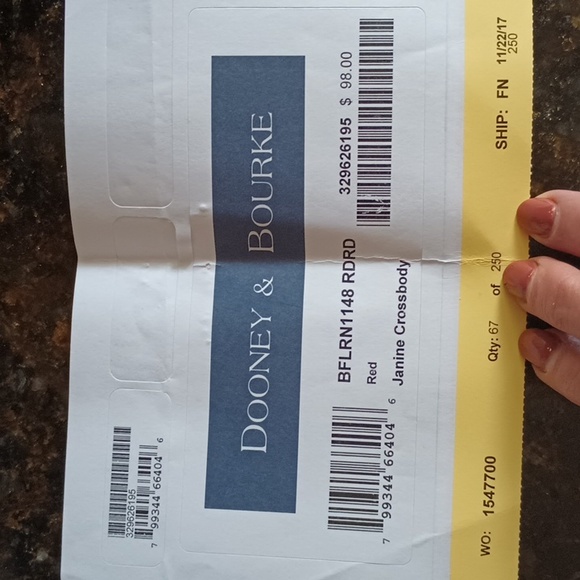 DOONEY & BOURKE
BFLRN1148 RDRD
Red
Janine Crossbody
329626195 $ 98.00
7 99344 66404 6
329626195
7 99344 66404 6
WO: 1547700
Qty: 67 of 250
SHIP: FN 11/22/17
250